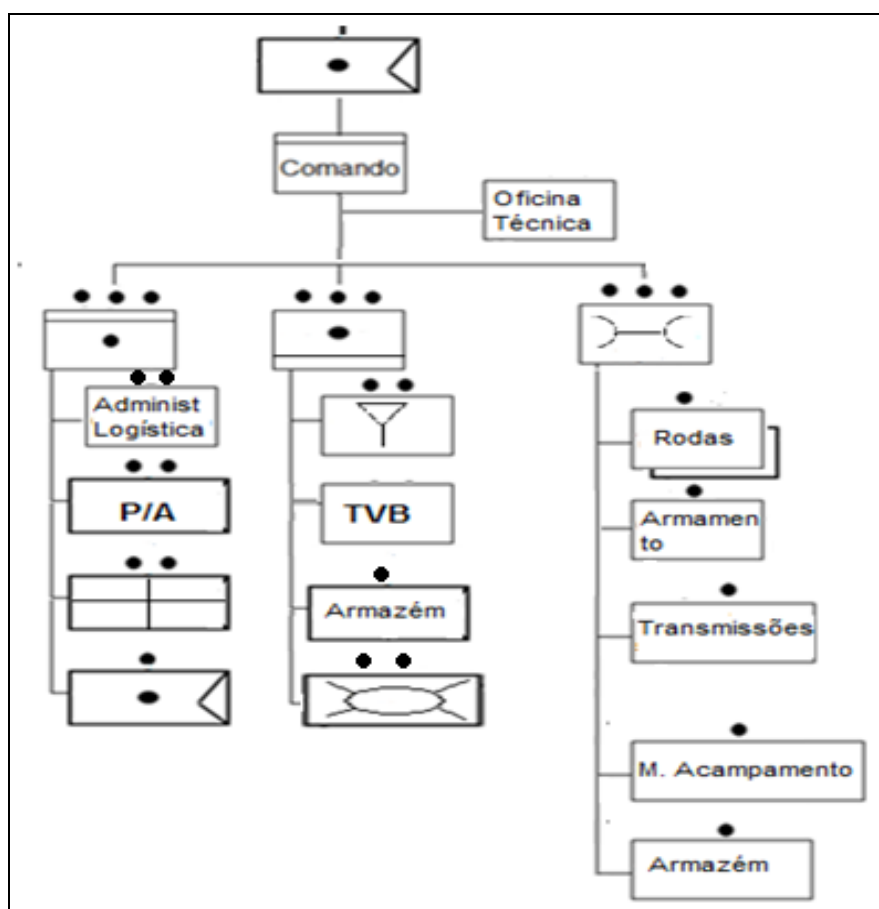 Comando
Oficina
Técnica
Administ
Logística
P/A
TVB
Armazém
Rodas
Armamen
to
Transmissões
M. Acampamento
Armazém